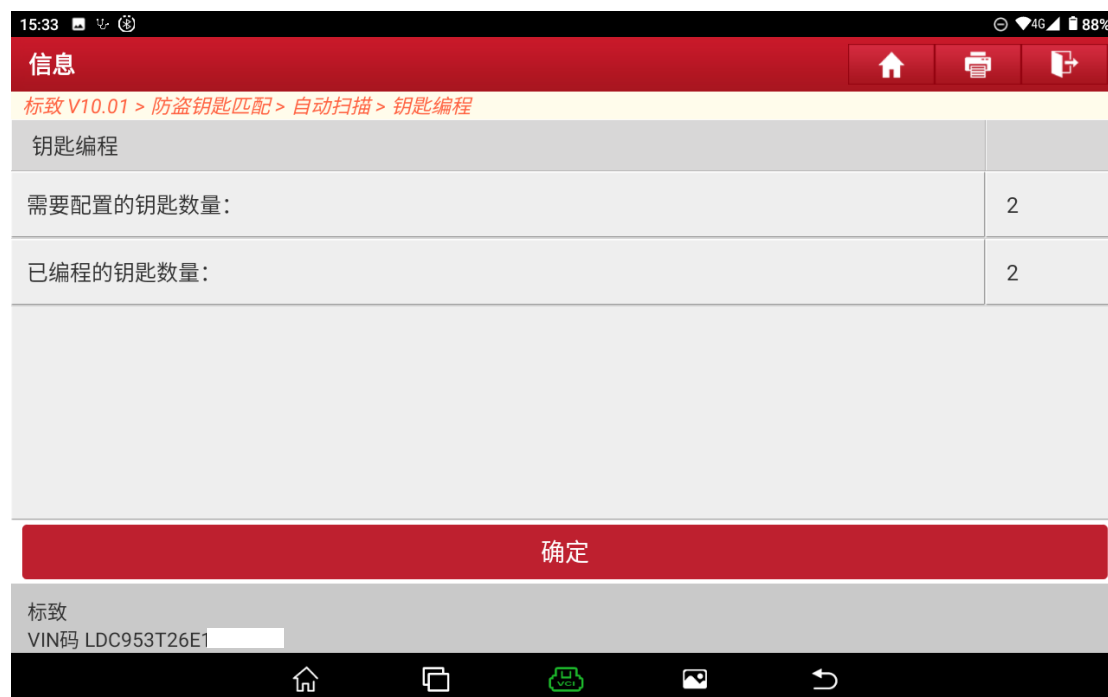 15:33 4G 88%
信息
标致 V10.01 > 防盗钥匙匹配 > 自动扫描 > 钥匙编程
钥匙编程
需要配置的钥匙数量： 2
已编程的钥匙数量： 2
确定
标致
VIN码 LDC953T26E1
VCI